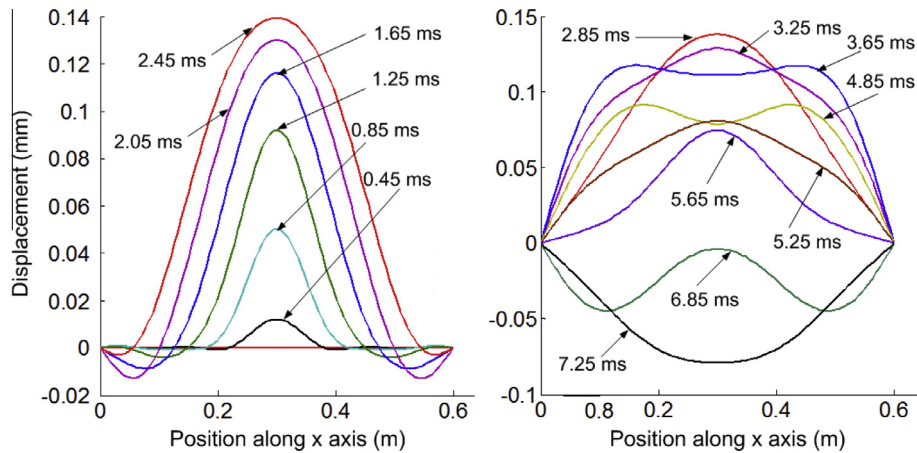 0.14
0.12
0.1
0.08
0.06
0.04
0.02
0
-0.02
Displacement (mm)
2.45 ms
2.05 ms
1.65 ms
1.25 ms
0.85 ms
0.45 ms
0 0.2 0.4 0.6
Position along x axis (m)
0.15
0.1
0.05
0
-0.05
-0.1
2.85 ms
3.25 ms
3.65 ms
4.85 ms
5.65 ms
5.25 ms
6.85 ms
7.25 ms
0 0.8 0.2 0.4 0.6
Position along x axis (m)